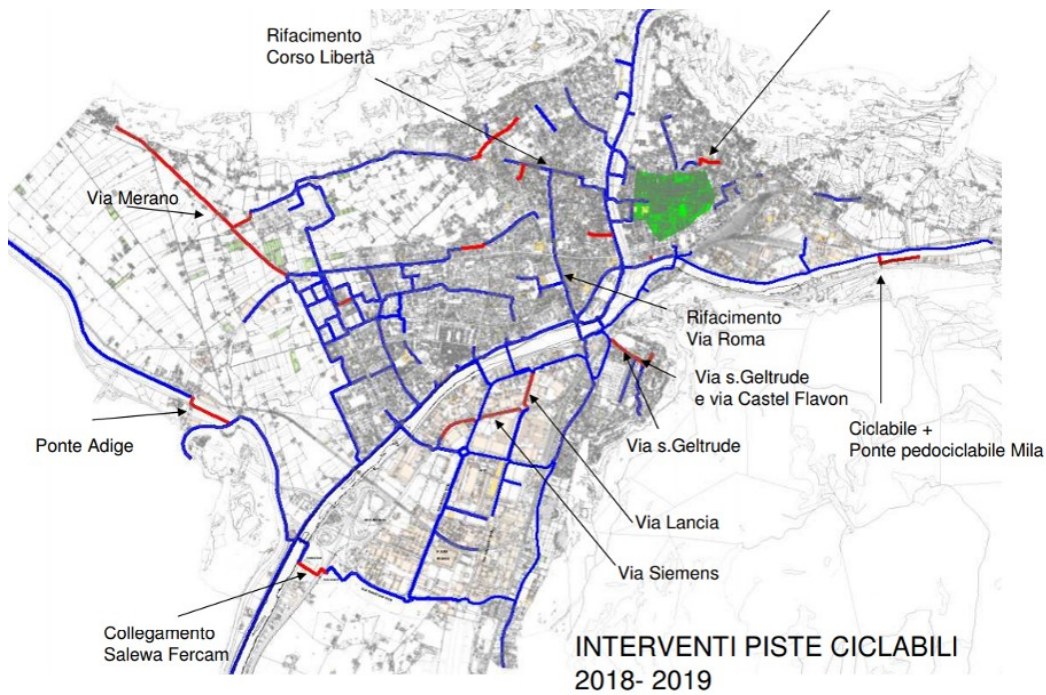 Rifacimento
Corso Libertà
Via Merano
Rifacimento
Via Roma
Via s.Geltrude
e via Castel Flavon
Ponte Adige
Via s.Geltrude
Ciclabile +
Ponte pedociclabile Mila
Via Lancia
Via Siemens
Collegamento
Salewa Fercam
INTERVENTI PISTE CICLABILI
2018- 2019